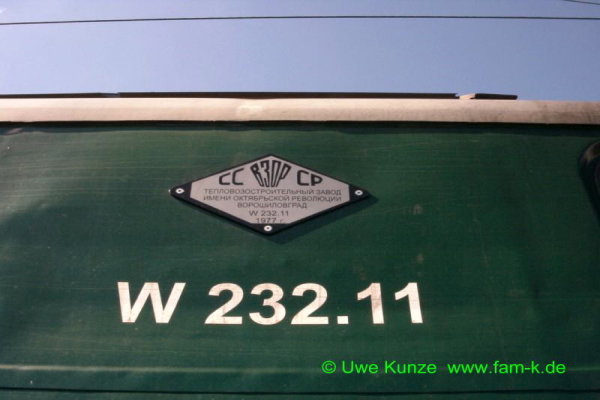 СС ВЗОР СР
ТЕПЛОВОЗОСТРОИТЕЛЬНЫЙ ЗАВОД
ИМЕНИ ОКТЯБРЬСКОЙ РЕВОЛЮЦИИ
ВОРОШИЛОВГРАД
W 232.11
1977 г.
W 232.11
© Uwe Kunze www.fam-k.de